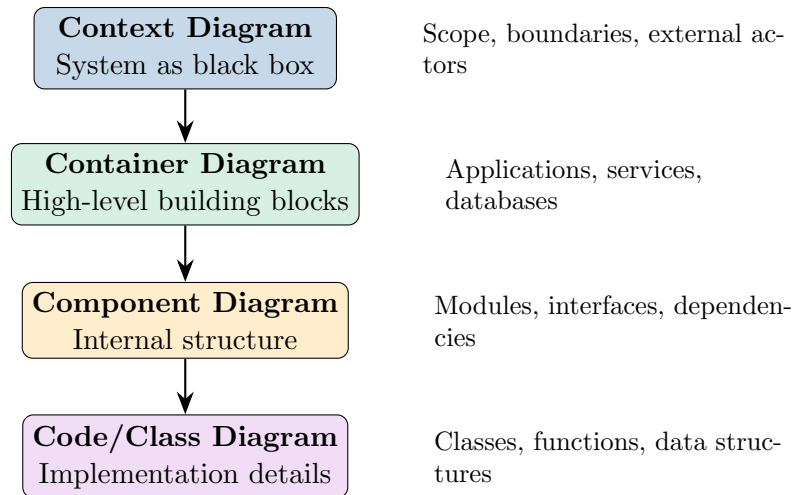 Context Diagram
System as black box
Scope, boundaries, external ac-
tors
Container Diagram
High-level building blocks
Applications, services,
databases
Component Diagram
Internal structure
Modules, interfaces, dependen-
cies
Code/Class Diagram
Implementation details
Classes, functions, data struc-
tures